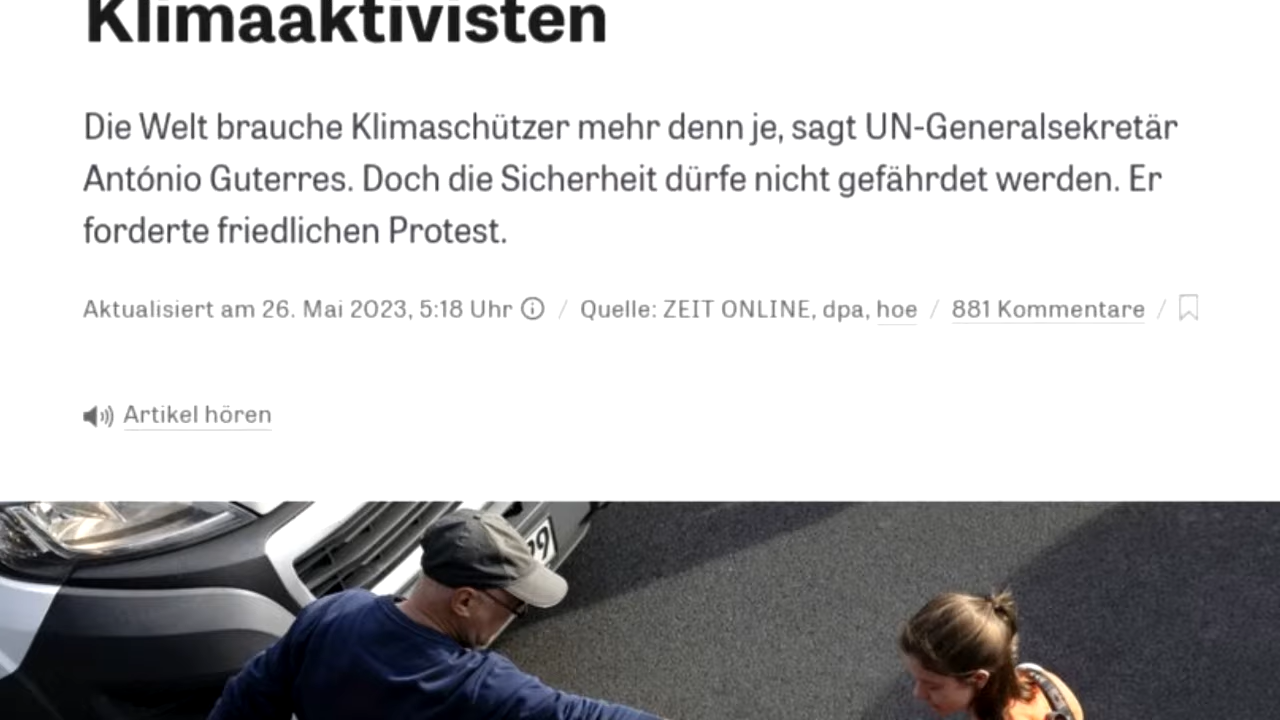 Klimaaktivisten
Die Welt brauche Klimaschützer mehr denn je, sagt UN-Generalsekretär
António Guterres. Doch die Sicherheit dürfe nicht gefährdet werden. Er
forderte friedlichen Protest.
Aktualisiert am 26. Mai 2023, 5:18 Uhr / Quelle: ZEIT ONLINE, dpa, hoe / 881 Kommentare /
Artikel hören